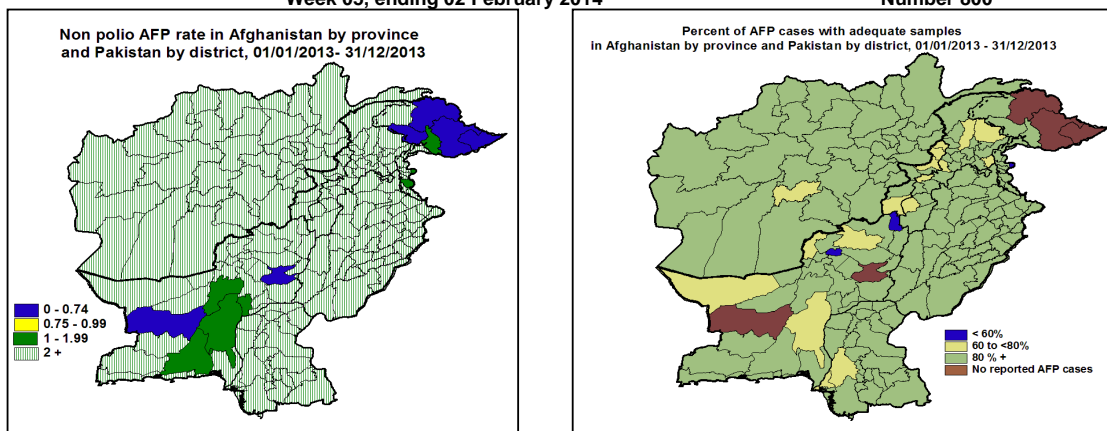 Week 05, ending 02 February 2014 Number 800
Non polio AFP rate in Afghanistan by province
and Pakistan by district, 01/01/2013- 31/12/2013
0 - 0.74
0.75 - 0.99
1 - 1.99
2 +
Percent of AFP cases with adequate samples
in Afghanistan by province and Pakistan by district, 01/01/2013 - 31/12/2013
< 60%
60 to <80%
80 % +
No reported AFP cases